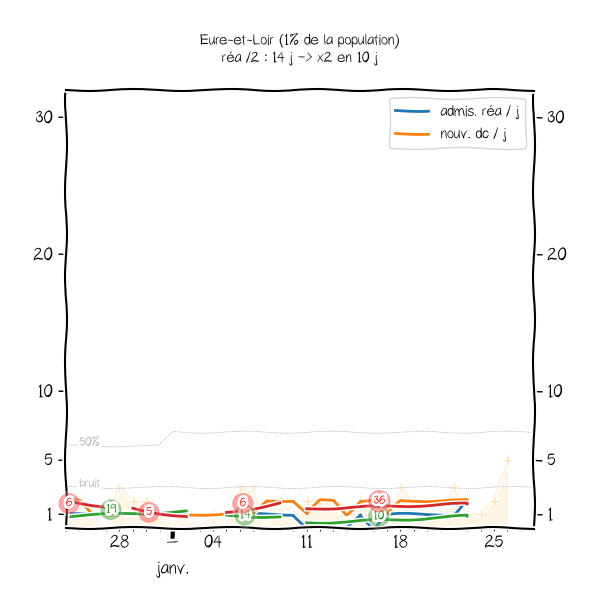 Eure-et-Loir (1% de la population)
réa /2 : 14 j -> x2 en 10 j
admis. réa / j
nouv. dc / j
30 30
20 20
10 10
50%
5 5
bruit
6 19 5 6 14 36 10
1 1
28 04 11 18 25
janv.